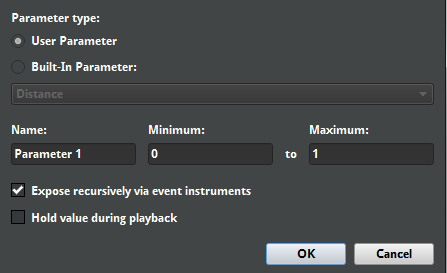 Parameter type:
User Parameter
Built-In Parameter:
Distance
Name: Minimum: Maximum:
Parameter 1 0 to 1
Expose recursively via event instruments
Hold value during playback
OK Cancel